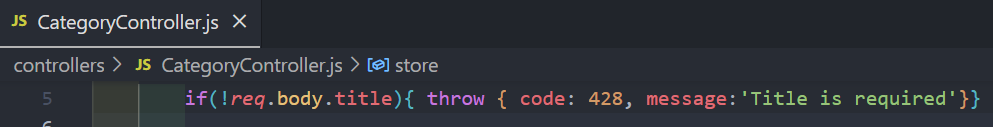 JS CategoryController.js ×
controllers > JS CategoryController.js > store
5 if(!req.body.title){ throw { code: 428, message:'Title is required'}}
6